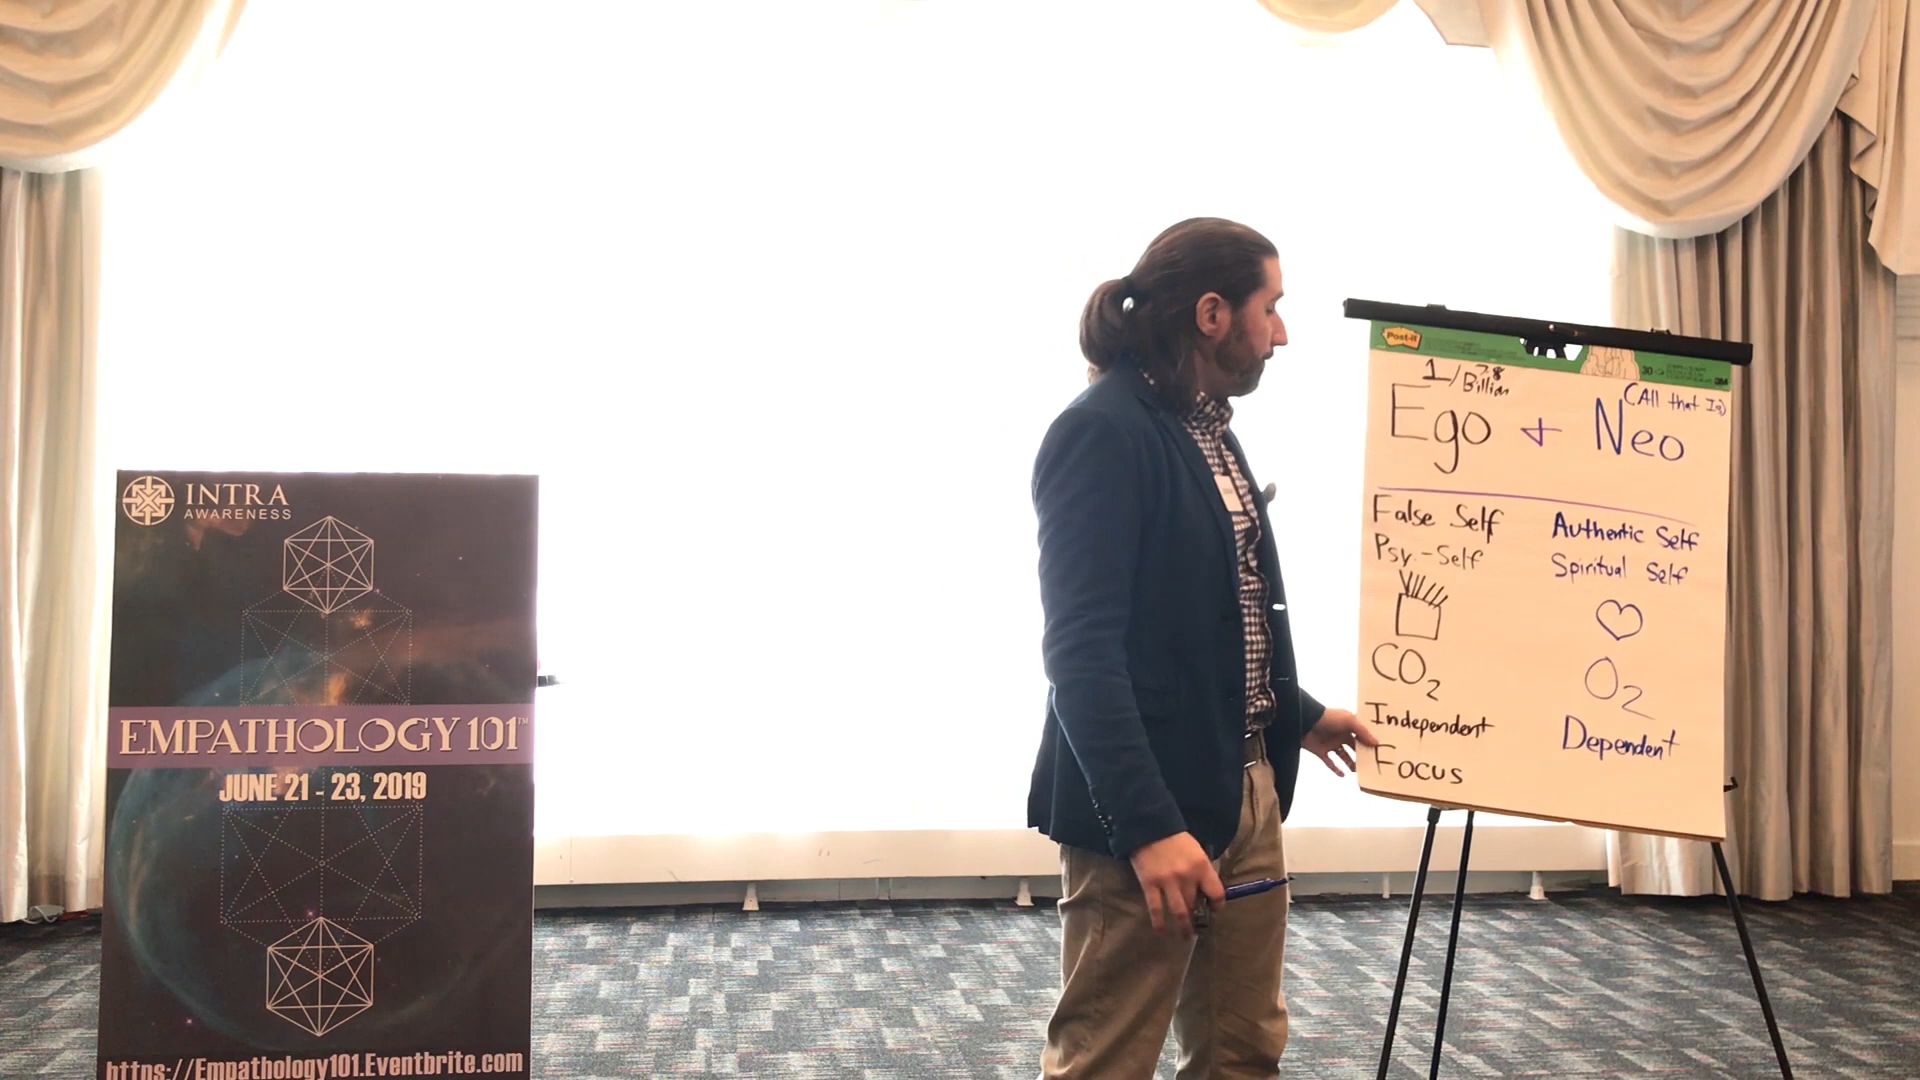 INTRA
AWARENESS
EMPATHOLOGY 101™
JUNE 21 - 23, 2019
https://Empathology101.Eventbrite.com
Post-it
1/7.8 Billion
(All that Is)
Ego + Neo
False Self
Authentic Self
Psy.-Self
Spiritual Self
CO2
O2
Independent
Dependent
Focus